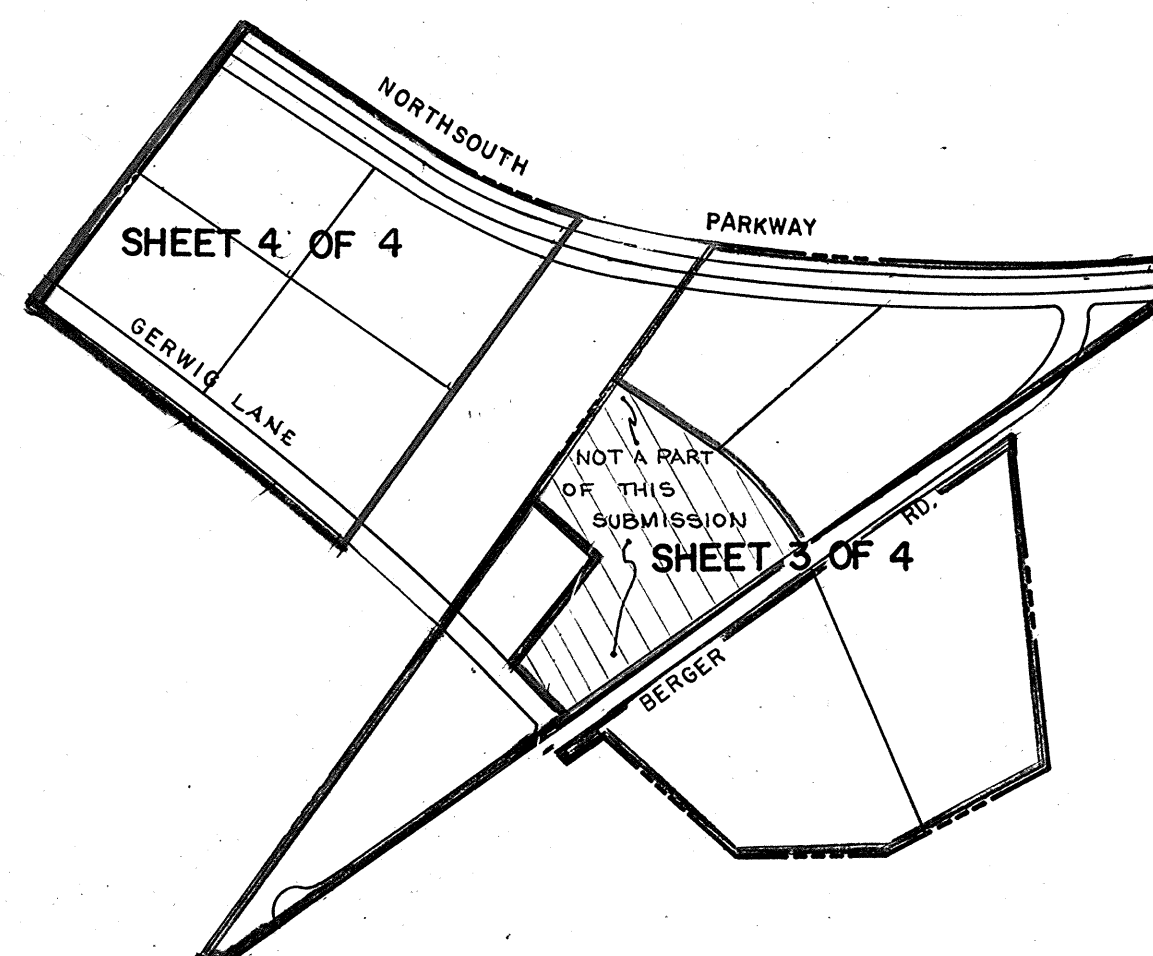 NORTHSOUTH
PARKWAY
SHEET 4 OF 4
GERWIG LANE
NOT A PART
OF THIS
SUBMISSION
SHEET 3 OF 4
BERGER RD.